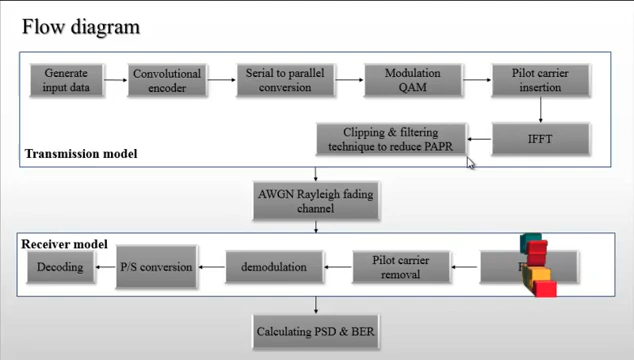 Flow diagram
Generate
input data
Convolutional
encoder
Serial to parallel
conversion
Modulation
QAM
Pilot carrier
insertion
Clipping & filtering
technique to reduce PAPR
IFFT
Transmission model
AWGN Rayleigh fading
channel
Receiver model
Decoding
P/S conversion
demodulation
Pilot carrier
removal
Calculating PSD & BER